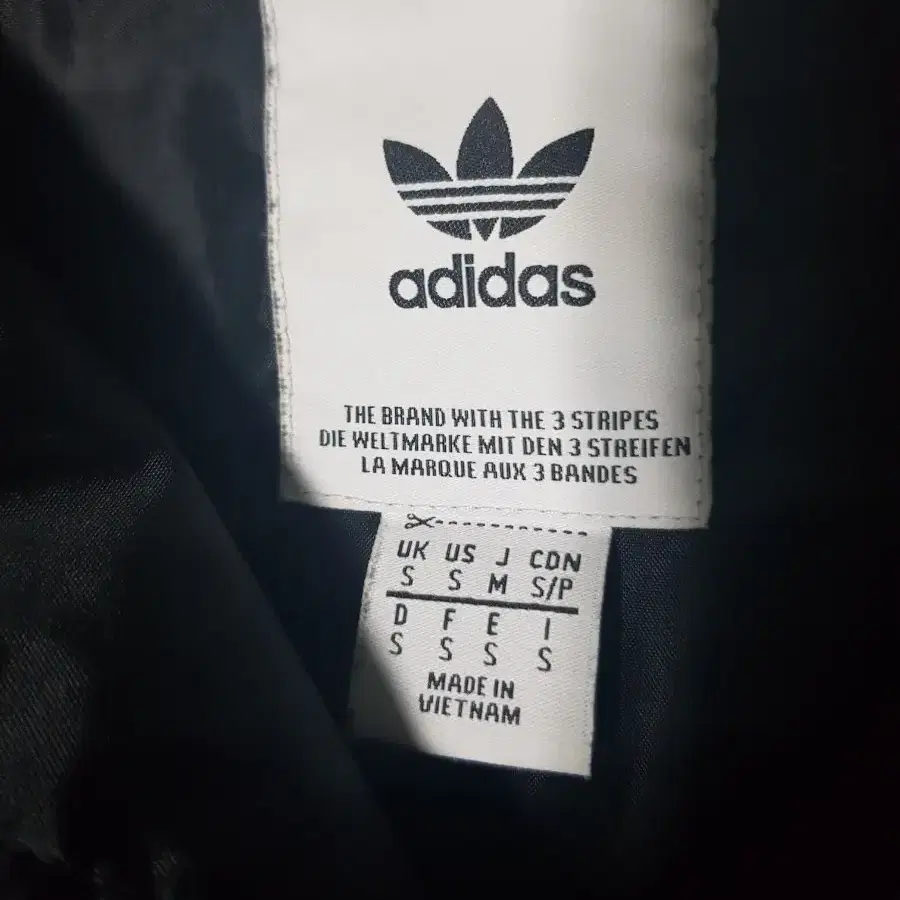 adidas
THE BRAND WITH THE 3 STRIPES
DIE WELTMARKE MIT DEN 3 STREIFEN
LA MARQUE AUX 3 BANDES
UK US J CDN
S S M S/P
D F E I
S S S S
MADE IN
VIETNAM